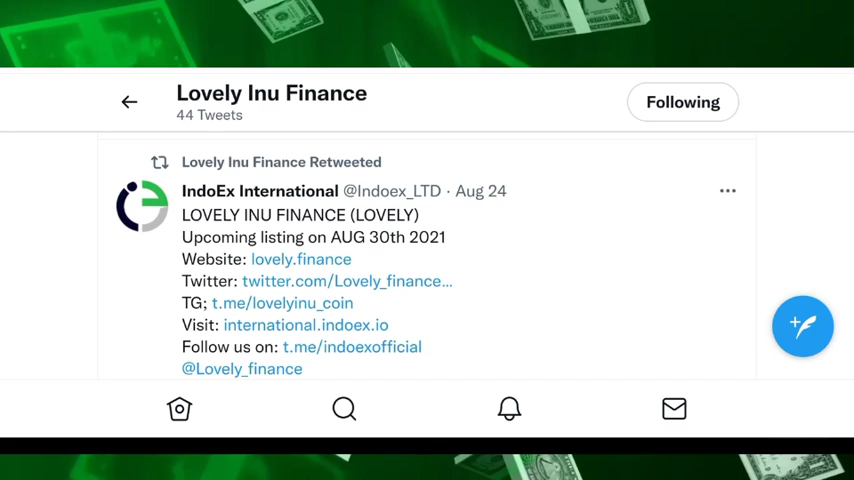 Lovely Inu Finance
44 Tweets
Following
Lovely Inu Finance Retweeted
IndoEx International @Indoex_LTD · Aug 24
LOVELY INU FINANCE (LOVELY)
Upcoming listing on AUG 30th 2021
Website: lovely.finance
Twitter: twitter.com/Lovely_finance…
TG; t.me/lovelyinu_coin
Visit: international.indoex.io
Follow us on: t.me/indoexofficial
@Lovely_finance